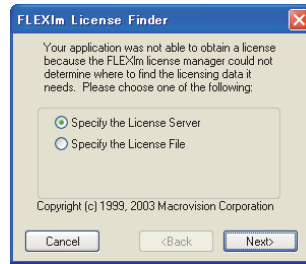 FLEXlm License Finder
Your application was not able to obtain a license
because the FLEXlm license manager could not
determine where to find the licensing data it
needs.  Please choose one of the following:
Specify the License Server
Specify the License File
Copyright (c) 1999, 2003 Macrovision Corporation
Cancel
<Back
Next>